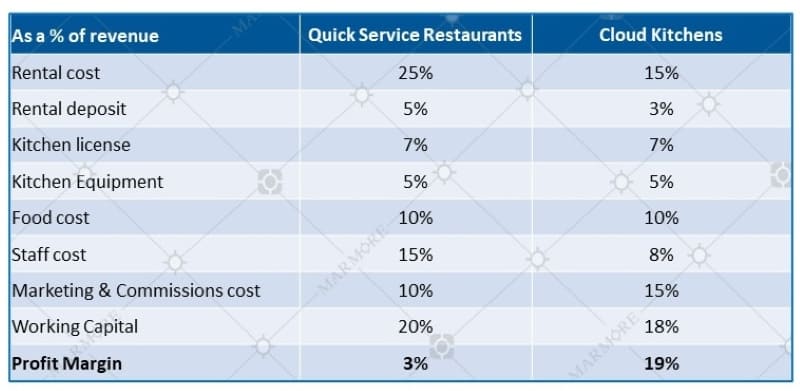 As a % of revenue Quick Service Restaurants Cloud Kitchens
Rental cost 25% 15%
Rental deposit 5% 3%
Kitchen license 7% 7%
Kitchen Equipment 5% 5%
Food cost 10% 10%
Staff cost 15% 8%
Marketing & Commissions cost 10% 15%
Working Capital 20% 18%
Profit Margin 3% 19%
MARMORE
MARMORE